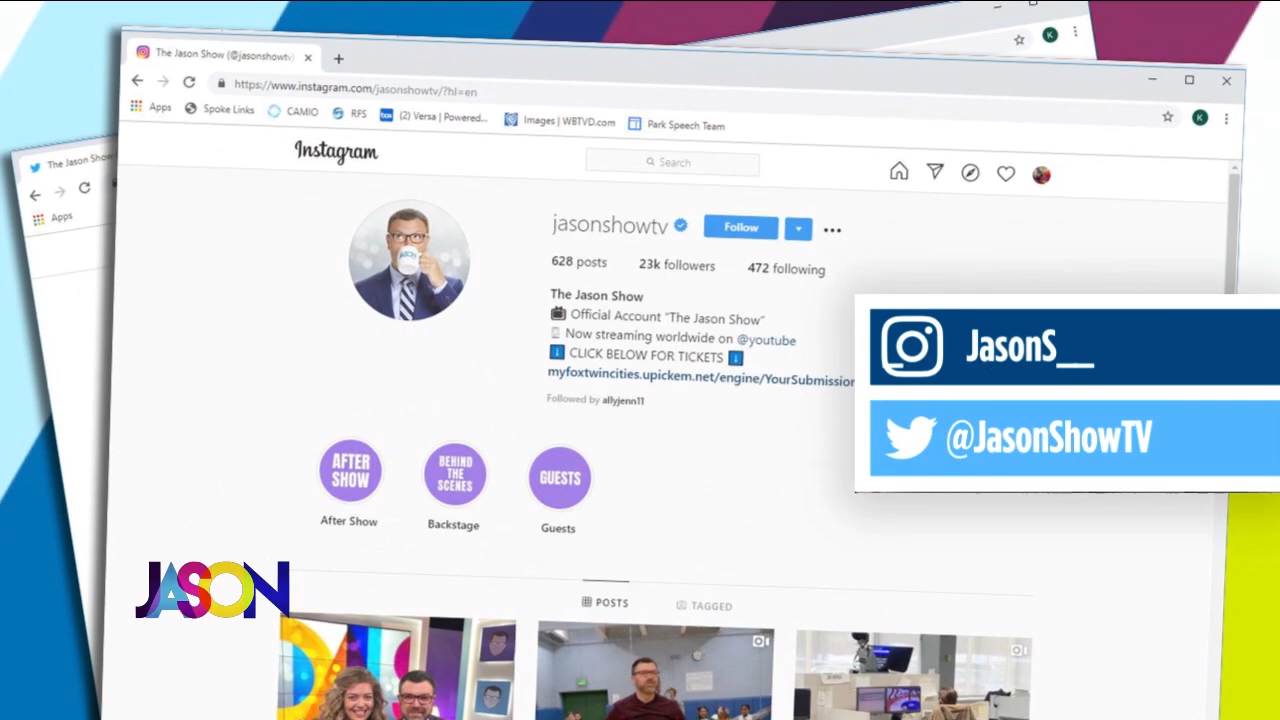 The Jason Show (@jasonshowtv)
https://www.instagram.com/jasonshowtv/?hl=en
Apps Spoke Links CAMIO RFS box (2) Versa | Powered... Images | WBTVD.com Park Speech Team
K
K
The Jason Show
Apps
Instagram
Search
JASON
jasonshowtv Follow
628 posts 23k followers 472 following
The Jason Show
Official Account “The Jason Show”
Now streaming worldwide on @youtube
CLICK BELOW FOR TICKETS
myfoxtwincities.upickem.net/engine/YourSubmission
Followed by allyjenn11
JasonS__
@JasonShowTV
AFTER
SHOW
BEHIND
THE
SCENES
GUESTS
After Show Backstage Guests
JASON
POSTS TAGGED